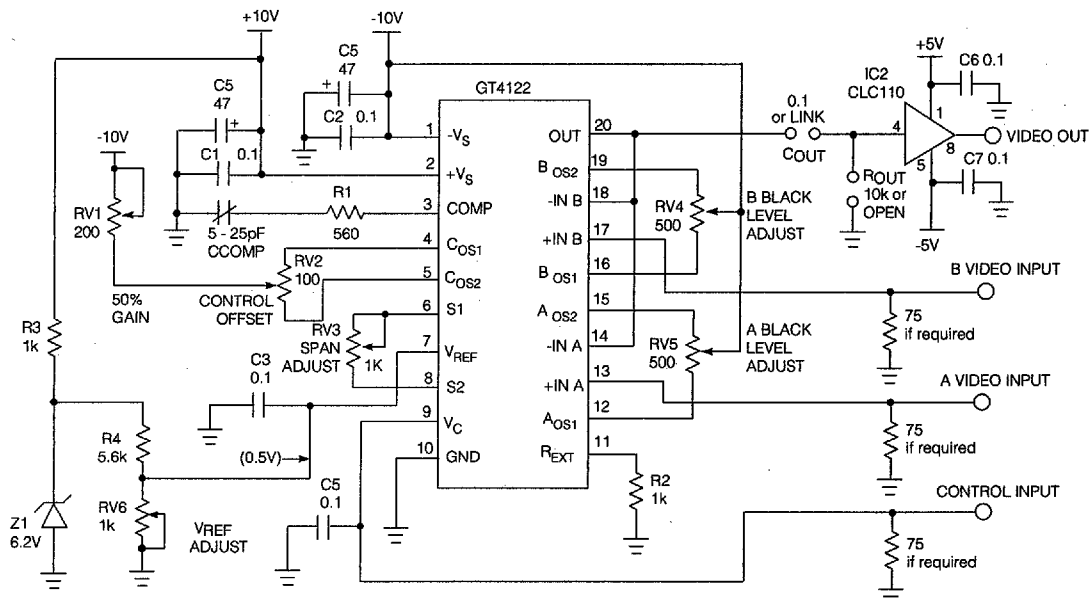 +10V
-10V
C5
47
+
C2 0.1
GT4122
C5
47
+
C1 0.1
-10V
RV1
200
5 - 25pF
CCOMP
R1
560
50%
GAIN
RV2
100
CONTROL
OFFSET
RV3
SPAN
ADJUST
1K
R3
1k
C3
0.1
R4
5.6k
(0.5V)
Z1
6.2V
RV6
1k
VREF
ADJUST
C5
0.1
1 -VS
2 +VS
3 COMP
4 COS1
5 COS2
6 S1
7 VREF
8 S2
9 VC
10 GND
OUT 20
B OS2 19
-IN B 18
+IN B 17
B OS1 16
A OS2 15
-IN A 14
+IN A 13
AOS1 12
REXT 11
R2
1k
RV4
500
B BLACK
LEVEL
ADJUST
RV5
500
A BLACK
LEVEL
ADJUST
0.1
or LINK
COUT
ROUT
10k or
OPEN
+5V
C6 0.1
IC2
CLC110
4
1
8
5
VIDEO OUT
C7 0.1
-5V
B VIDEO INPUT
75
if required
A VIDEO INPUT
75
if required
CONTROL INPUT
75
if required